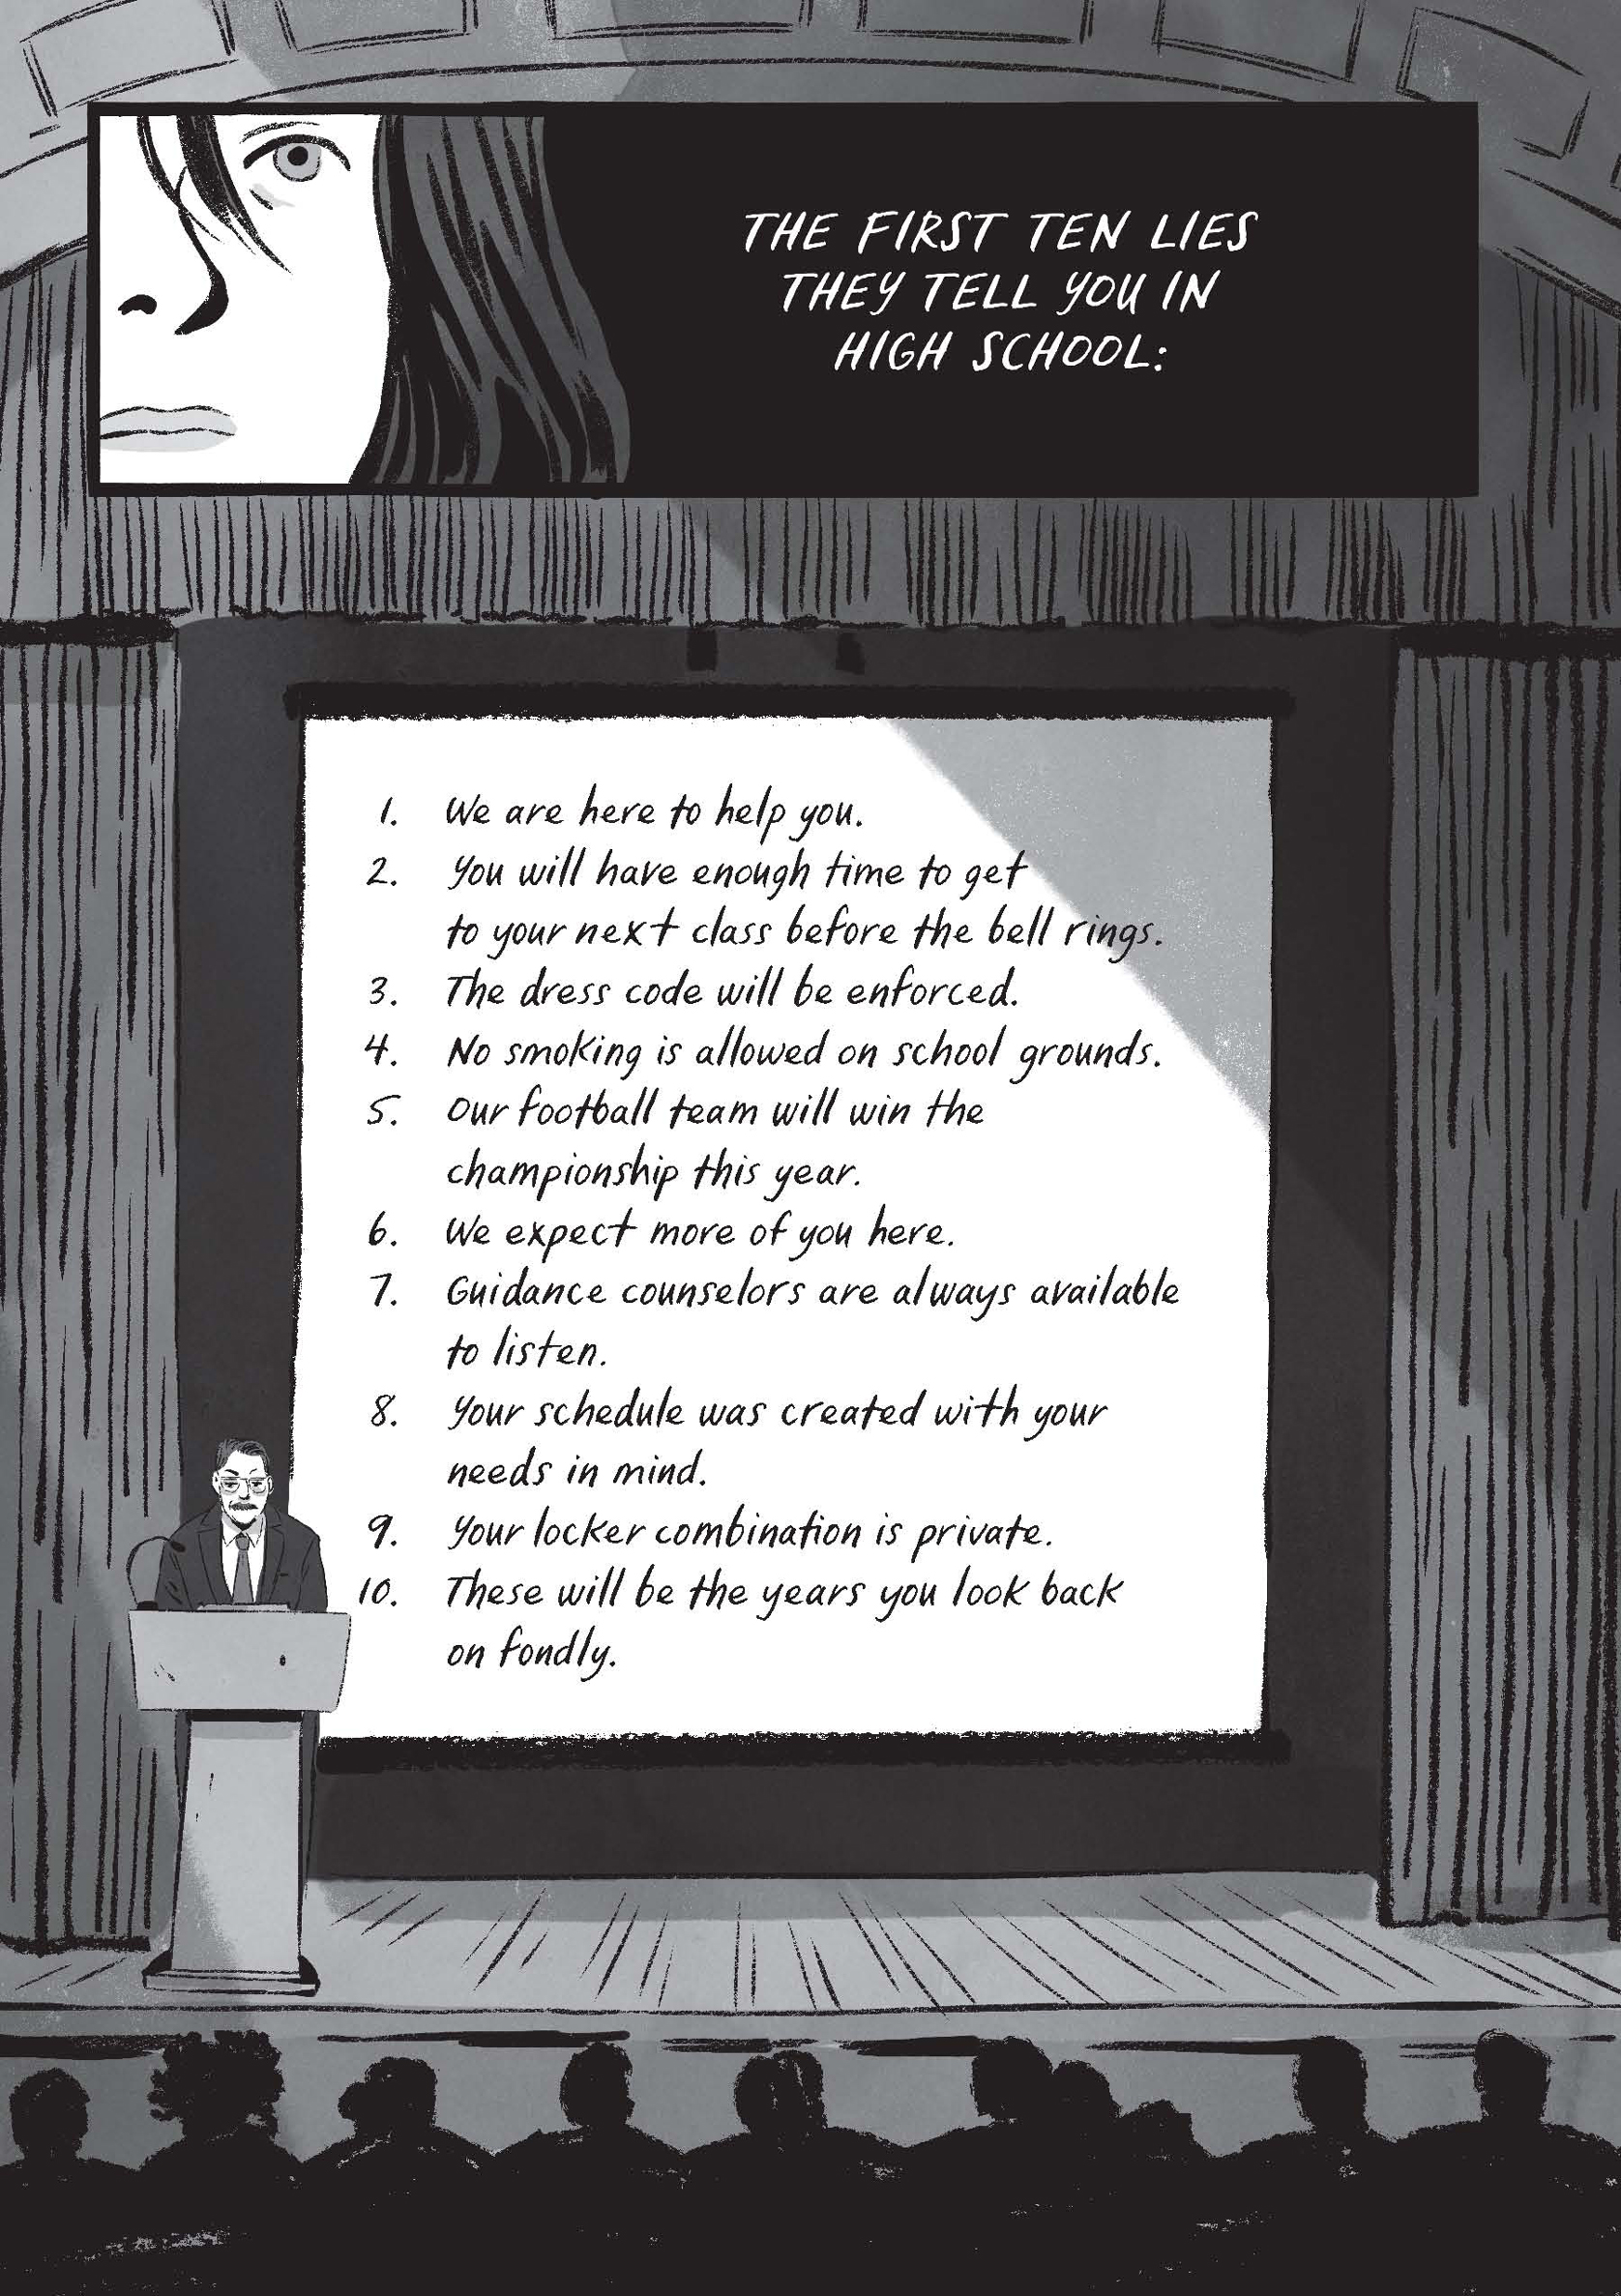 THE FIRST TEN LIES
THEY TELL YOU IN
HIGH SCHOOL:
1. We are here to help you.
2. You will have enough time to get
to your next class before the bell rings.
3. The dress code will be enforced.
4. No smoking is allowed on school grounds.
5. Our football team will win the
championship this year.
6. We expect more of you here.
7. Guidance counselors are always available
to listen.
8. Your schedule was created with your
needs in mind.
9. Your locker combination is private.
10. These will be the years you look back
on fondly.